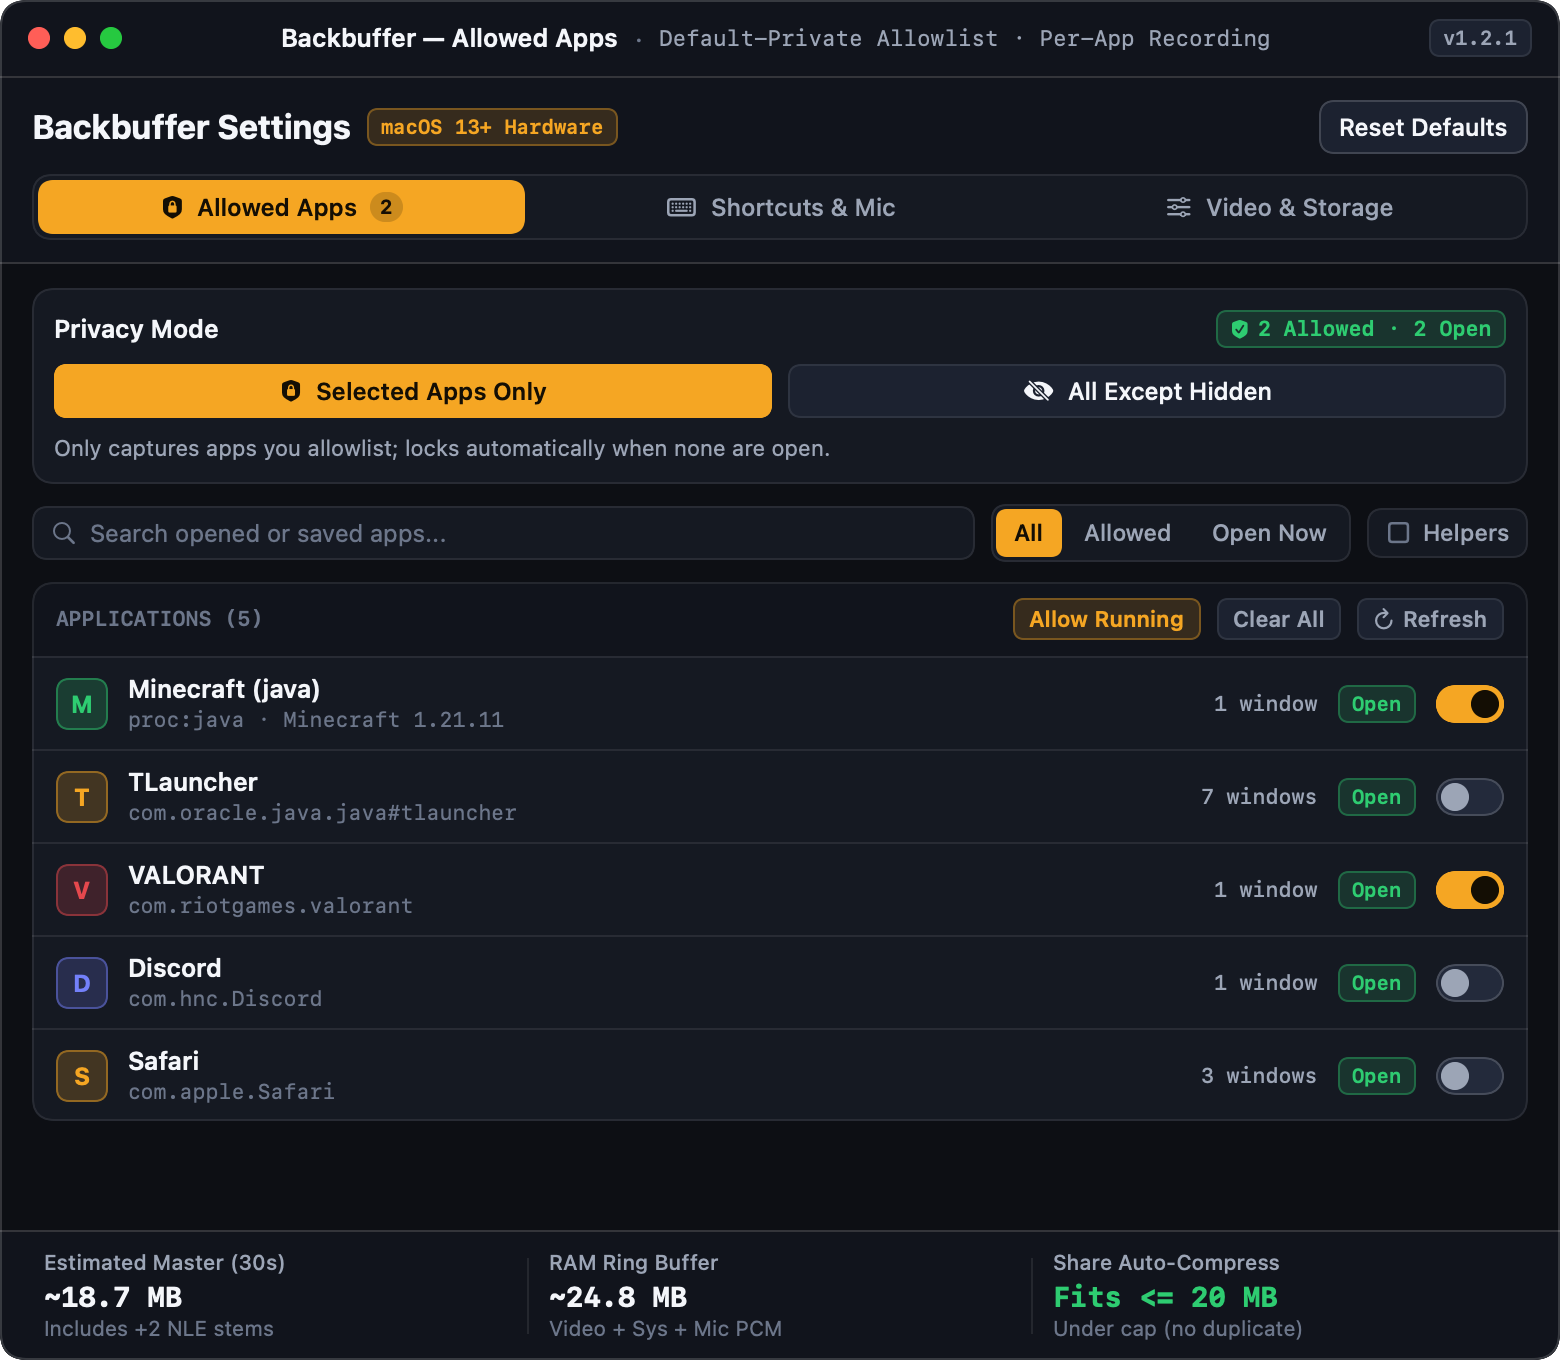 Backbuffer — Allowed Apps · Default–Private Allowlist · Per–App Recording
v1.2.1
Backbuffer Settings
macOS 13+ Hardware
Reset Defaults
Allowed Apps 2
Shortcuts & Mic
Video & Storage
Privacy Mode
2 Allowed · 2 Open
Selected Apps Only
All Except Hidden
Only captures apps you allowlist; locks automatically when none are open.
Search opened or saved apps...
All
Allowed
Open Now
Helpers
APPLICATIONS (5)
Allow Running
Clear All
Refresh
M
Minecraft (java)
proc:java · Minecraft 1.21.11
1 window
Open
T
TLauncher
com.oracle.java.java#tlauncher
7 windows
Open
V
VALORANT
com.riotgames.valorant
1 window
Open
D
Discord
com.hnc.Discord
1 window
Open
S
Safari
com.apple.Safari
3 windows
Open
Estimated Master (30s)
~18.7 MB
Includes +2 NLE stems
RAM Ring Buffer
~24.8 MB
Video + Sys + Mic PCM
Share Auto-Compress
Fits <= 20 MB
Under cap (no duplicate)